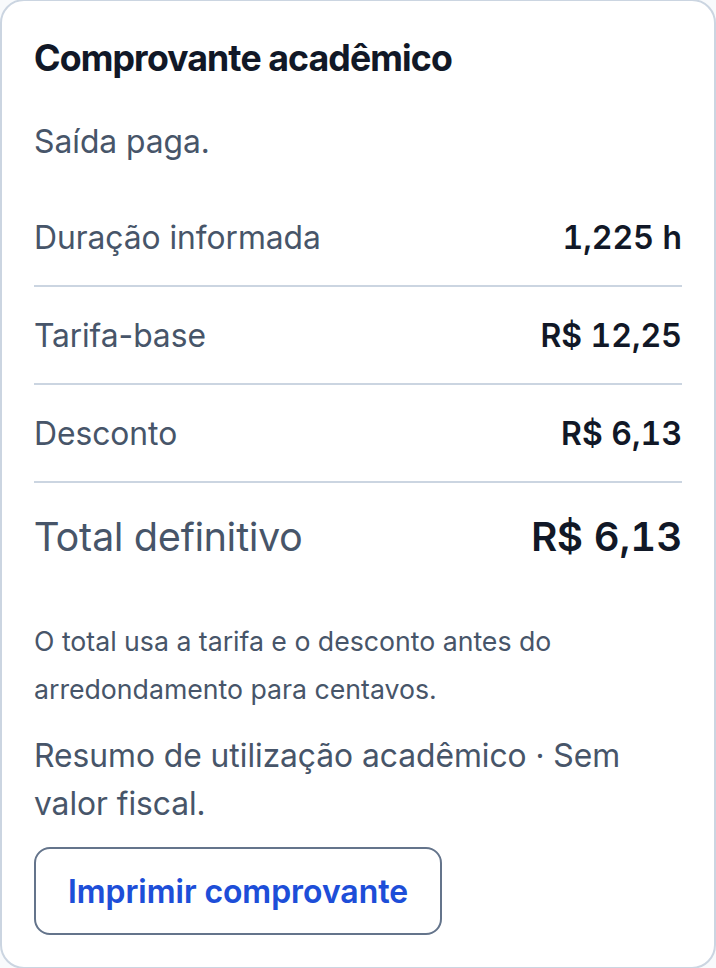 Comprovante acadêmico
Saída paga.
Duração informada 1,225 h
Tarifa-base R$ 12,25
Desconto R$ 6,13
Total definitivo R$ 6,13
O total usa a tarifa e o desconto antes do
arredondamento para centavos.
Resumo de utilização acadêmico · Sem
valor fiscal.
Imprimir comprovante